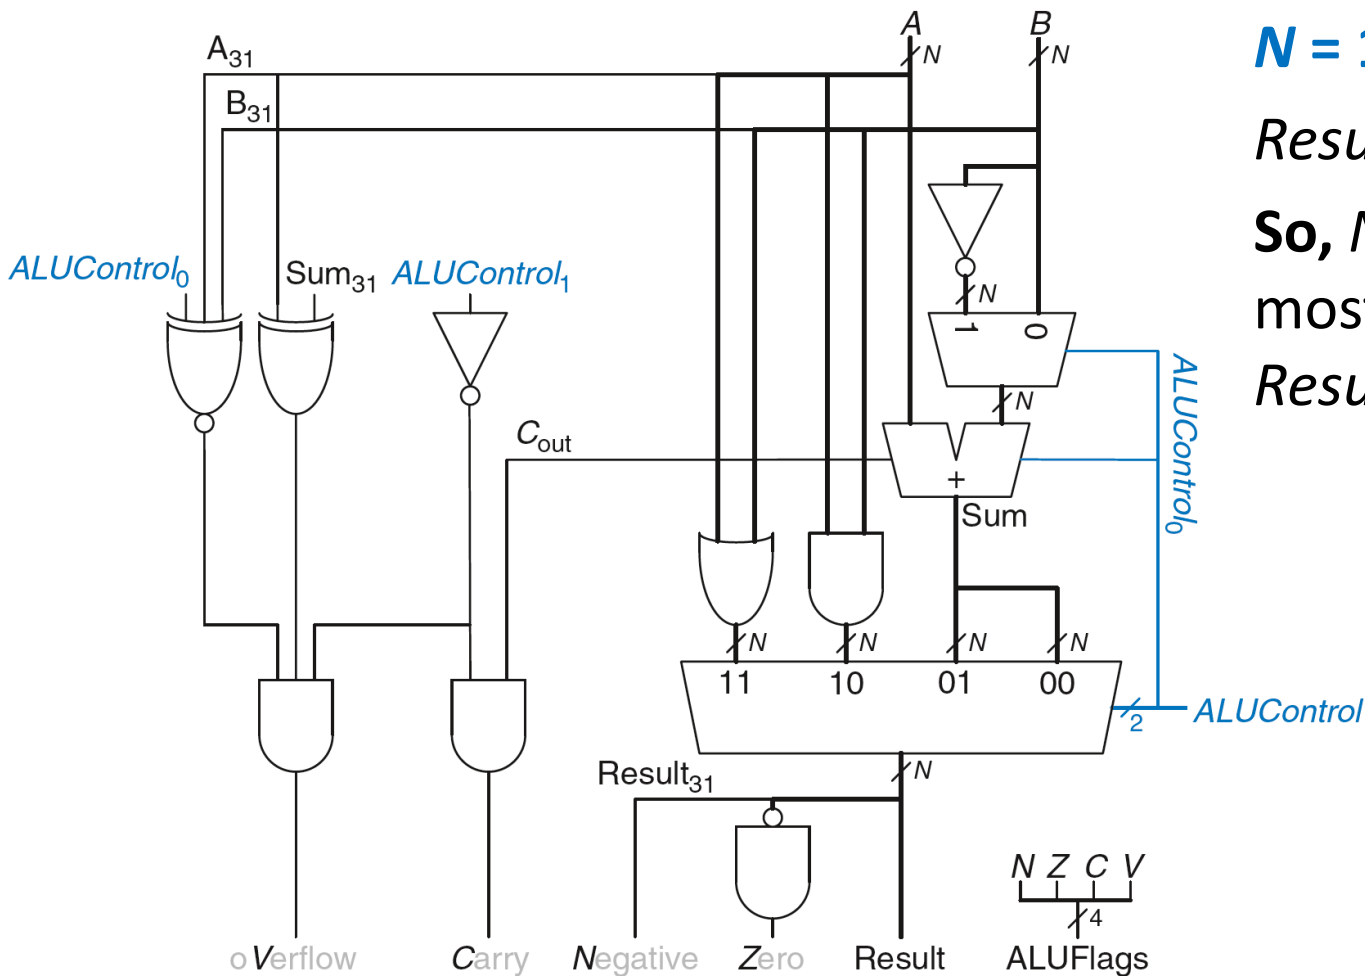 A B
N N
A31
B31
N = 1
Resu
So, N
most
Resu
ALUControl0 Sum31 ALUControl1
N
1 0
N
ALUControl0
Cout
+
Sum
N N N N
11 10 01 00
2 ALUControl
Result31 N
N Z C V
4
oVerflow Carry Negative Zero Result ALUFlags